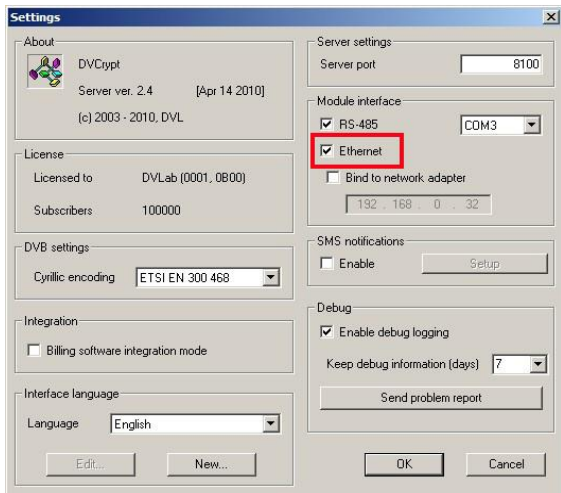 Settings
About
DVCrypt
Server ver. 2.4 [Apr 14 2010]
(c) 2003 - 2010, DVL
License
Licensed to DVLab (0001, 0B00)
Subscribers 100000
DVB settings
Cyrillic encoding ETSI EN 300 468
Integration
Billing software integration mode
Interface language
Language English
Edit... New...
Server settings
Server port 8100
Module interface
RS-485 COM3
Ethernet
Bind to network adapter
192 . 168 . 0 . 32
SMS notifications
Enable Setup
Debug
Enable debug logging
Keep debug information (days) 7
Send problem report
OK Cancel